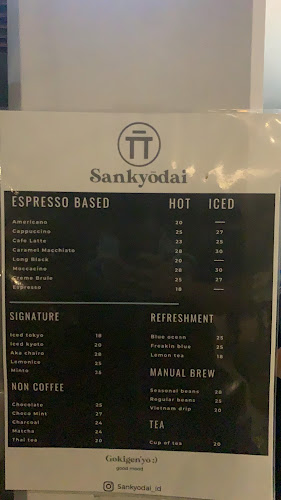 Sankyōdai
ESPRESSO BASED HOT ICED
Americano 20 —
Cappuccino 25 27
Cafe Latte 23 25
Caramel Macchiato 28 30
Long Black 20 —
Moccacino 28 30
Creme Brule 25 27
Espresso 18 —
SIGNATURE
Iced tokyo 18
Iced kyoto 20
Aka chairo 28
Lemonico 25
Minto
REFRESHMENT
Blue ocean 25
Freakin blue 25
Lemon tea 18
NON COFFEE
Chocolate 25
Choco Mint 27
Charcoal 24
Matcha 24
Thai tea 20
MANUAL BREW
Seasonal beans
Regular beans 25
Vietnam drip 20
TEA
Cup of tea 20
Gokigen'yo :)
good mood
Sankyodai_id